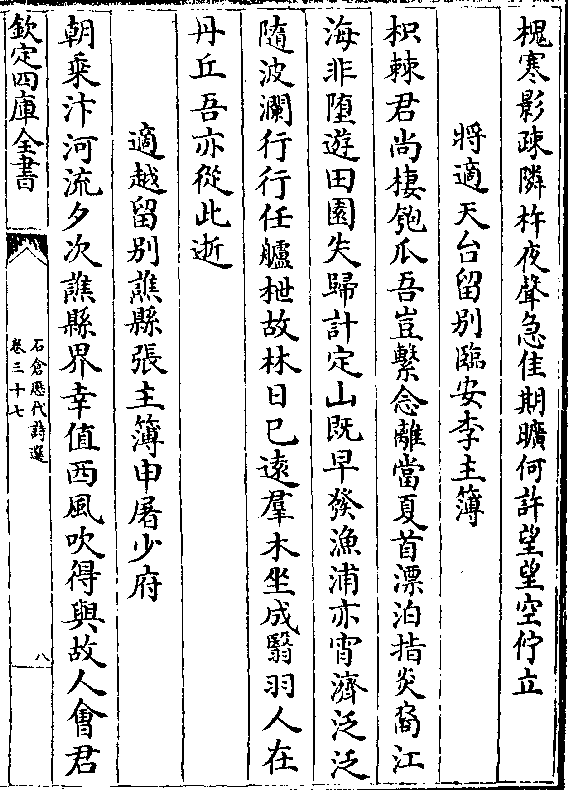 槐寒影疎隣杵夜聲急佳期曠何許望望空佇立
將適天台留别臨安李主簿
枳棘君尚棲匏瓜吾豈繫念離當夏首漂泊指炎裔江
海非墮遊田園失歸計定山既早發漁浦亦宵濟泛泛
隨波瀾行行任艫枻故林日已遠羣木坐成翳羽人在
丹丘吾亦從此逝
適越留别譙縣張主簿申屠少府
朝乗汴河流夕次譙縣界幸值西風吹得與故人會君
欽定四庫全書
石倉歷代詩選
卷三十七
八